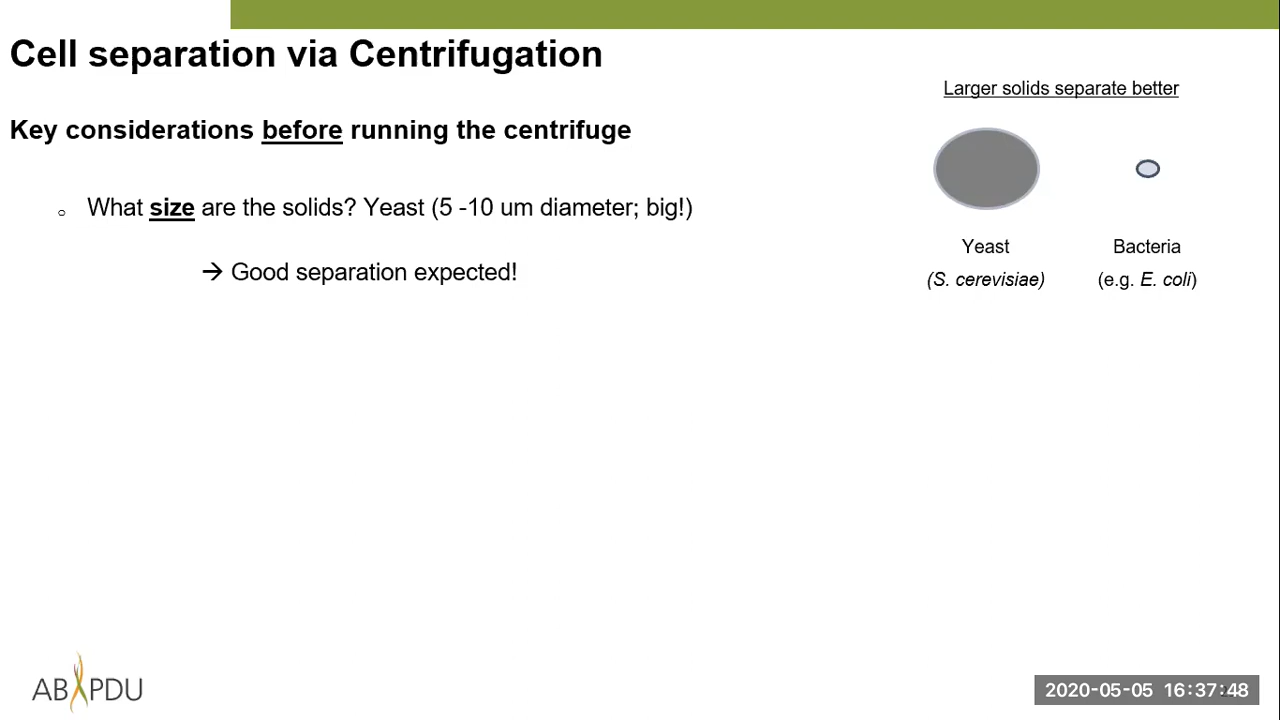 Cell separation via Centrifugation
Larger solids separate better
Key considerations before running the centrifuge
What size are the solids? Yeast (5 -10 um diameter; big!)
→ Good separation expected!
Yeast
(S. cerevisiae)
Bacteria
(e.g. E. coli)
AB PDU
2020-05-05 16:37:48